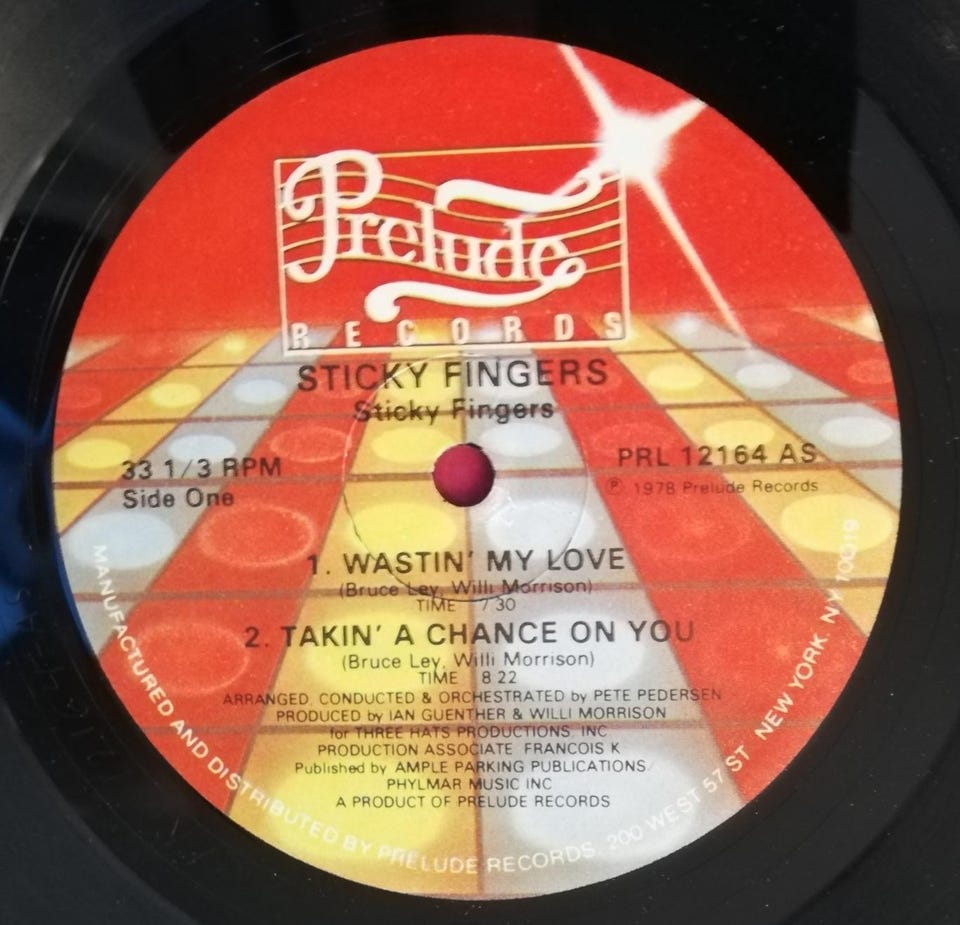 Prelude
RECORDS
STICKY FINGERS
Sticky Fingers
33 1/3 RPM
Side One
PRL 12164 AS
℗ 1978 Prelude Records
1. WASTIN' MY LOVE
(Bruce Ley, Willi Morrison)
TIME 7 30
2. TAKIN' A CHANCE ON YOU
(Bruce Ley, Willi Morrison)
TIME 8 22
ARRANGED, CONDUCTED & ORCHESTRATED by PETE PEDERSEN
PRODUCED by IAN GUENTHER & WILLI MORRISON
for THREE HATS PRODUCTIONS, INC
PRODUCTION ASSOCIATE FRANCOIS K
Published by AMPLE PARKING PUBLICATIONS
PHYLMAR MUSIC INC
A PRODUCT OF PRELUDE RECORDS
MANUFACTURED AND DISTRIBUTED BY PRELUDE RECORDS 200 WEST 57 ST NEW YORK, N.Y 10019